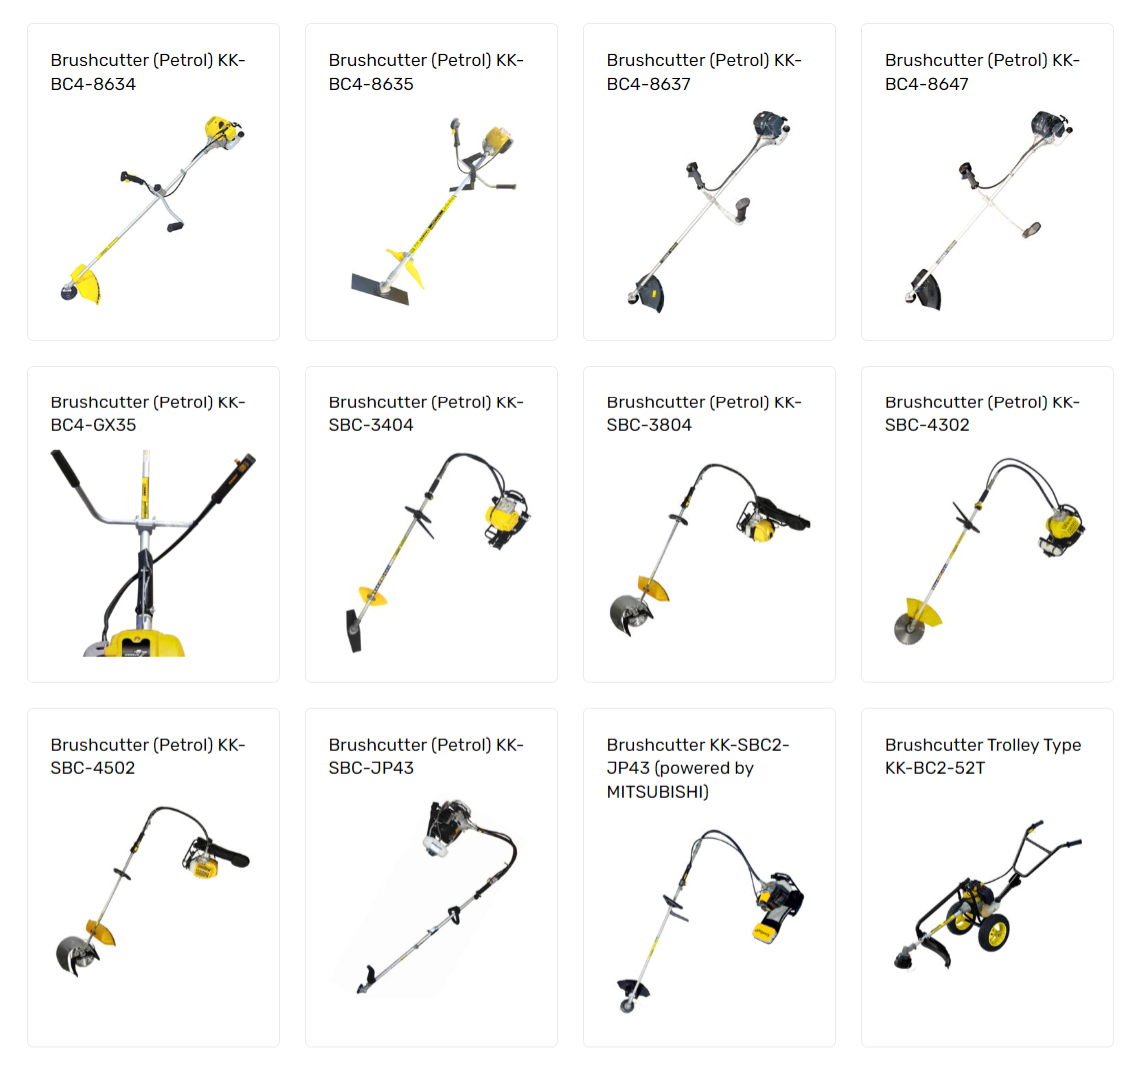 Brushcutter (Petrol) KK-
BC4-8634
Brushcutter (Petrol) KK-
BC4-8635
Brushcutter (Petrol) KK-
BC4-8637
Brushcutter (Petrol) KK-
BC4-8647
Brushcutter (Petrol) KK-
BC4-GX35
Brushcutter (Petrol) KK-
SBC-3404
Brushcutter (Petrol) KK-
SBC-3804
Brushcutter (Petrol) KK-
SBC-4302
Brushcutter (Petrol) KK-
SBC-4502
Brushcutter (Petrol) KK-
SBC-JP43
Brushcutter KK-SBC2-
JP43 (powered by
MITSUBISHI)
Brushcutter Trolley Type
KK-BC2-52T